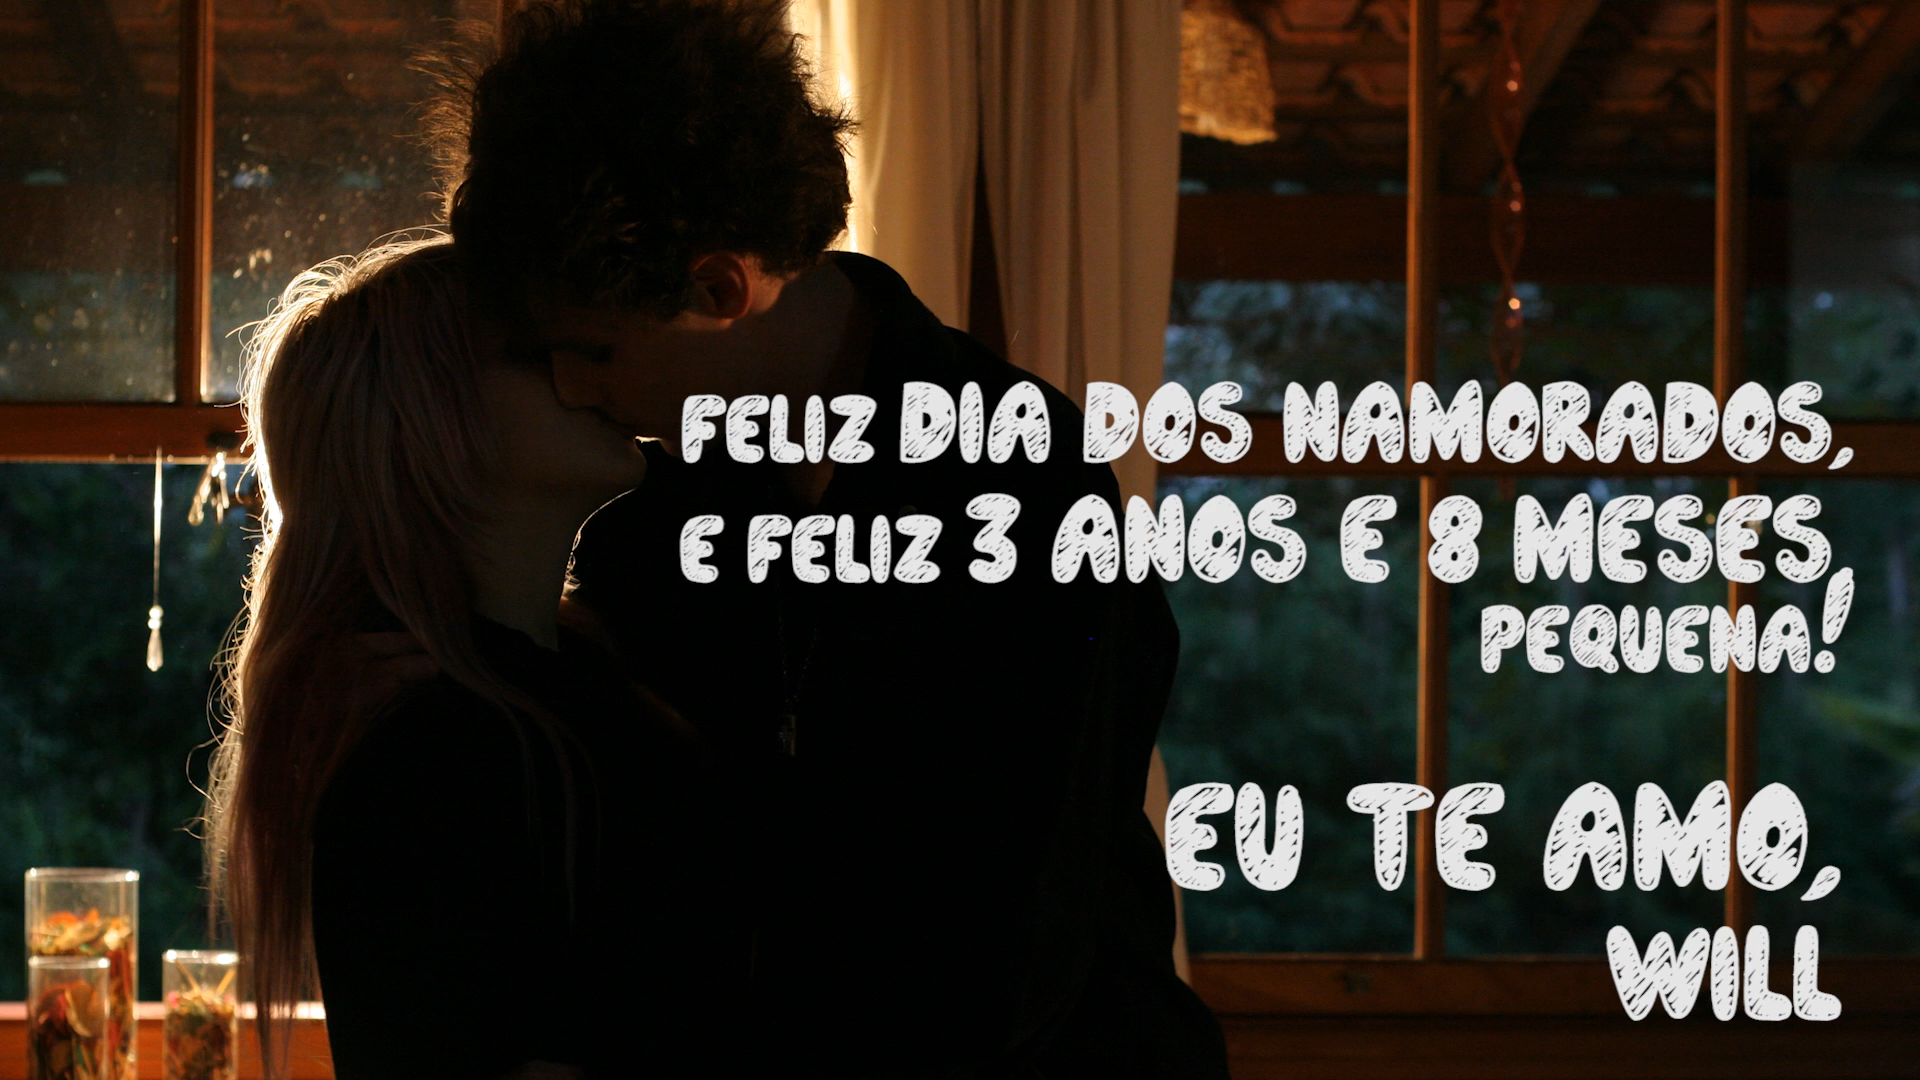 FELIZ DIA DOS NAMORADOS,
E FELIZ 3 ANOS E 8 MESES,
PEQUENA!
EU TE AMO,
WILL